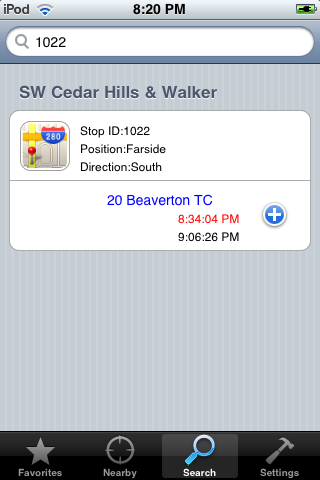 iPod 8:20 PM
1022
SW Cedar Hills & Walker
280
Stop ID:1022
Position:Farside
Direction:South
20 Beaverton TC
8:34:04 PM
9:06:26 PM
Favorites Nearby Search Settings